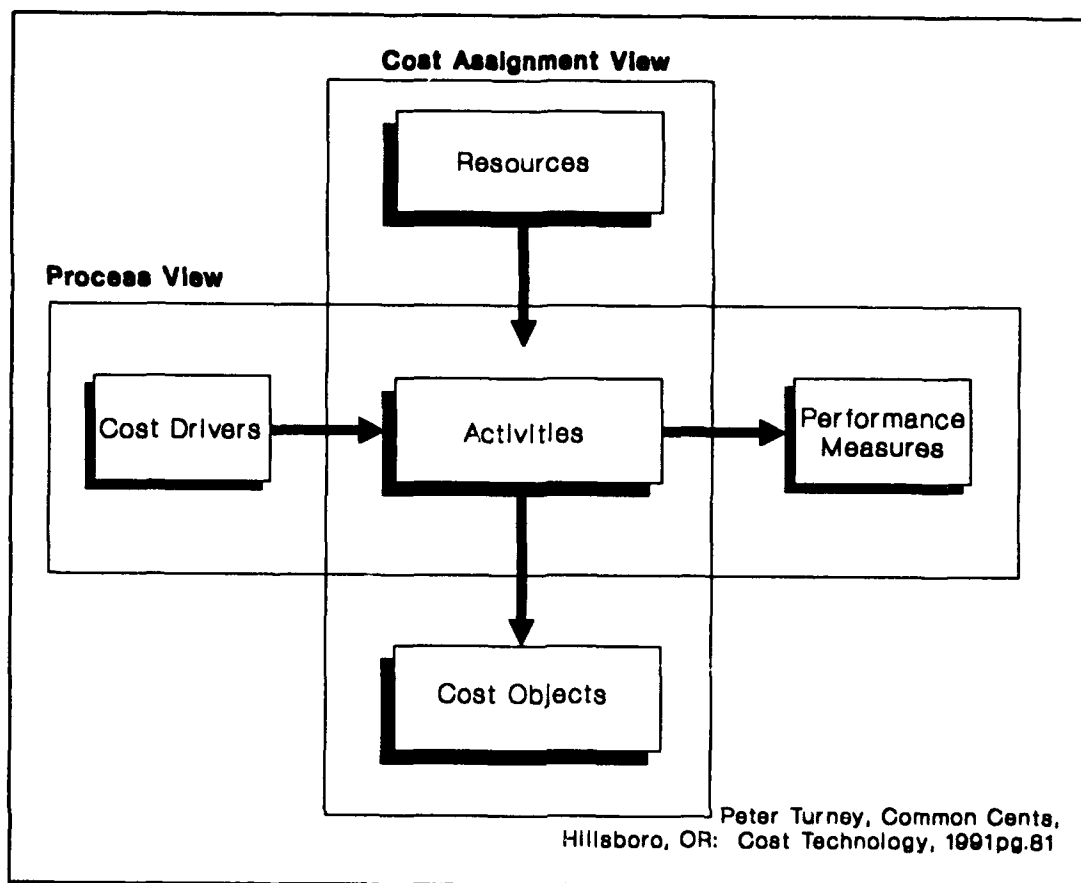 Cost Assignment View
Resources
Process View
Cost Drivers
Activities
Performance
Measures
Cost Objects
Peter Turney, Common Cents,
Hillsboro, OR: Cost Technology, 1991pg.81